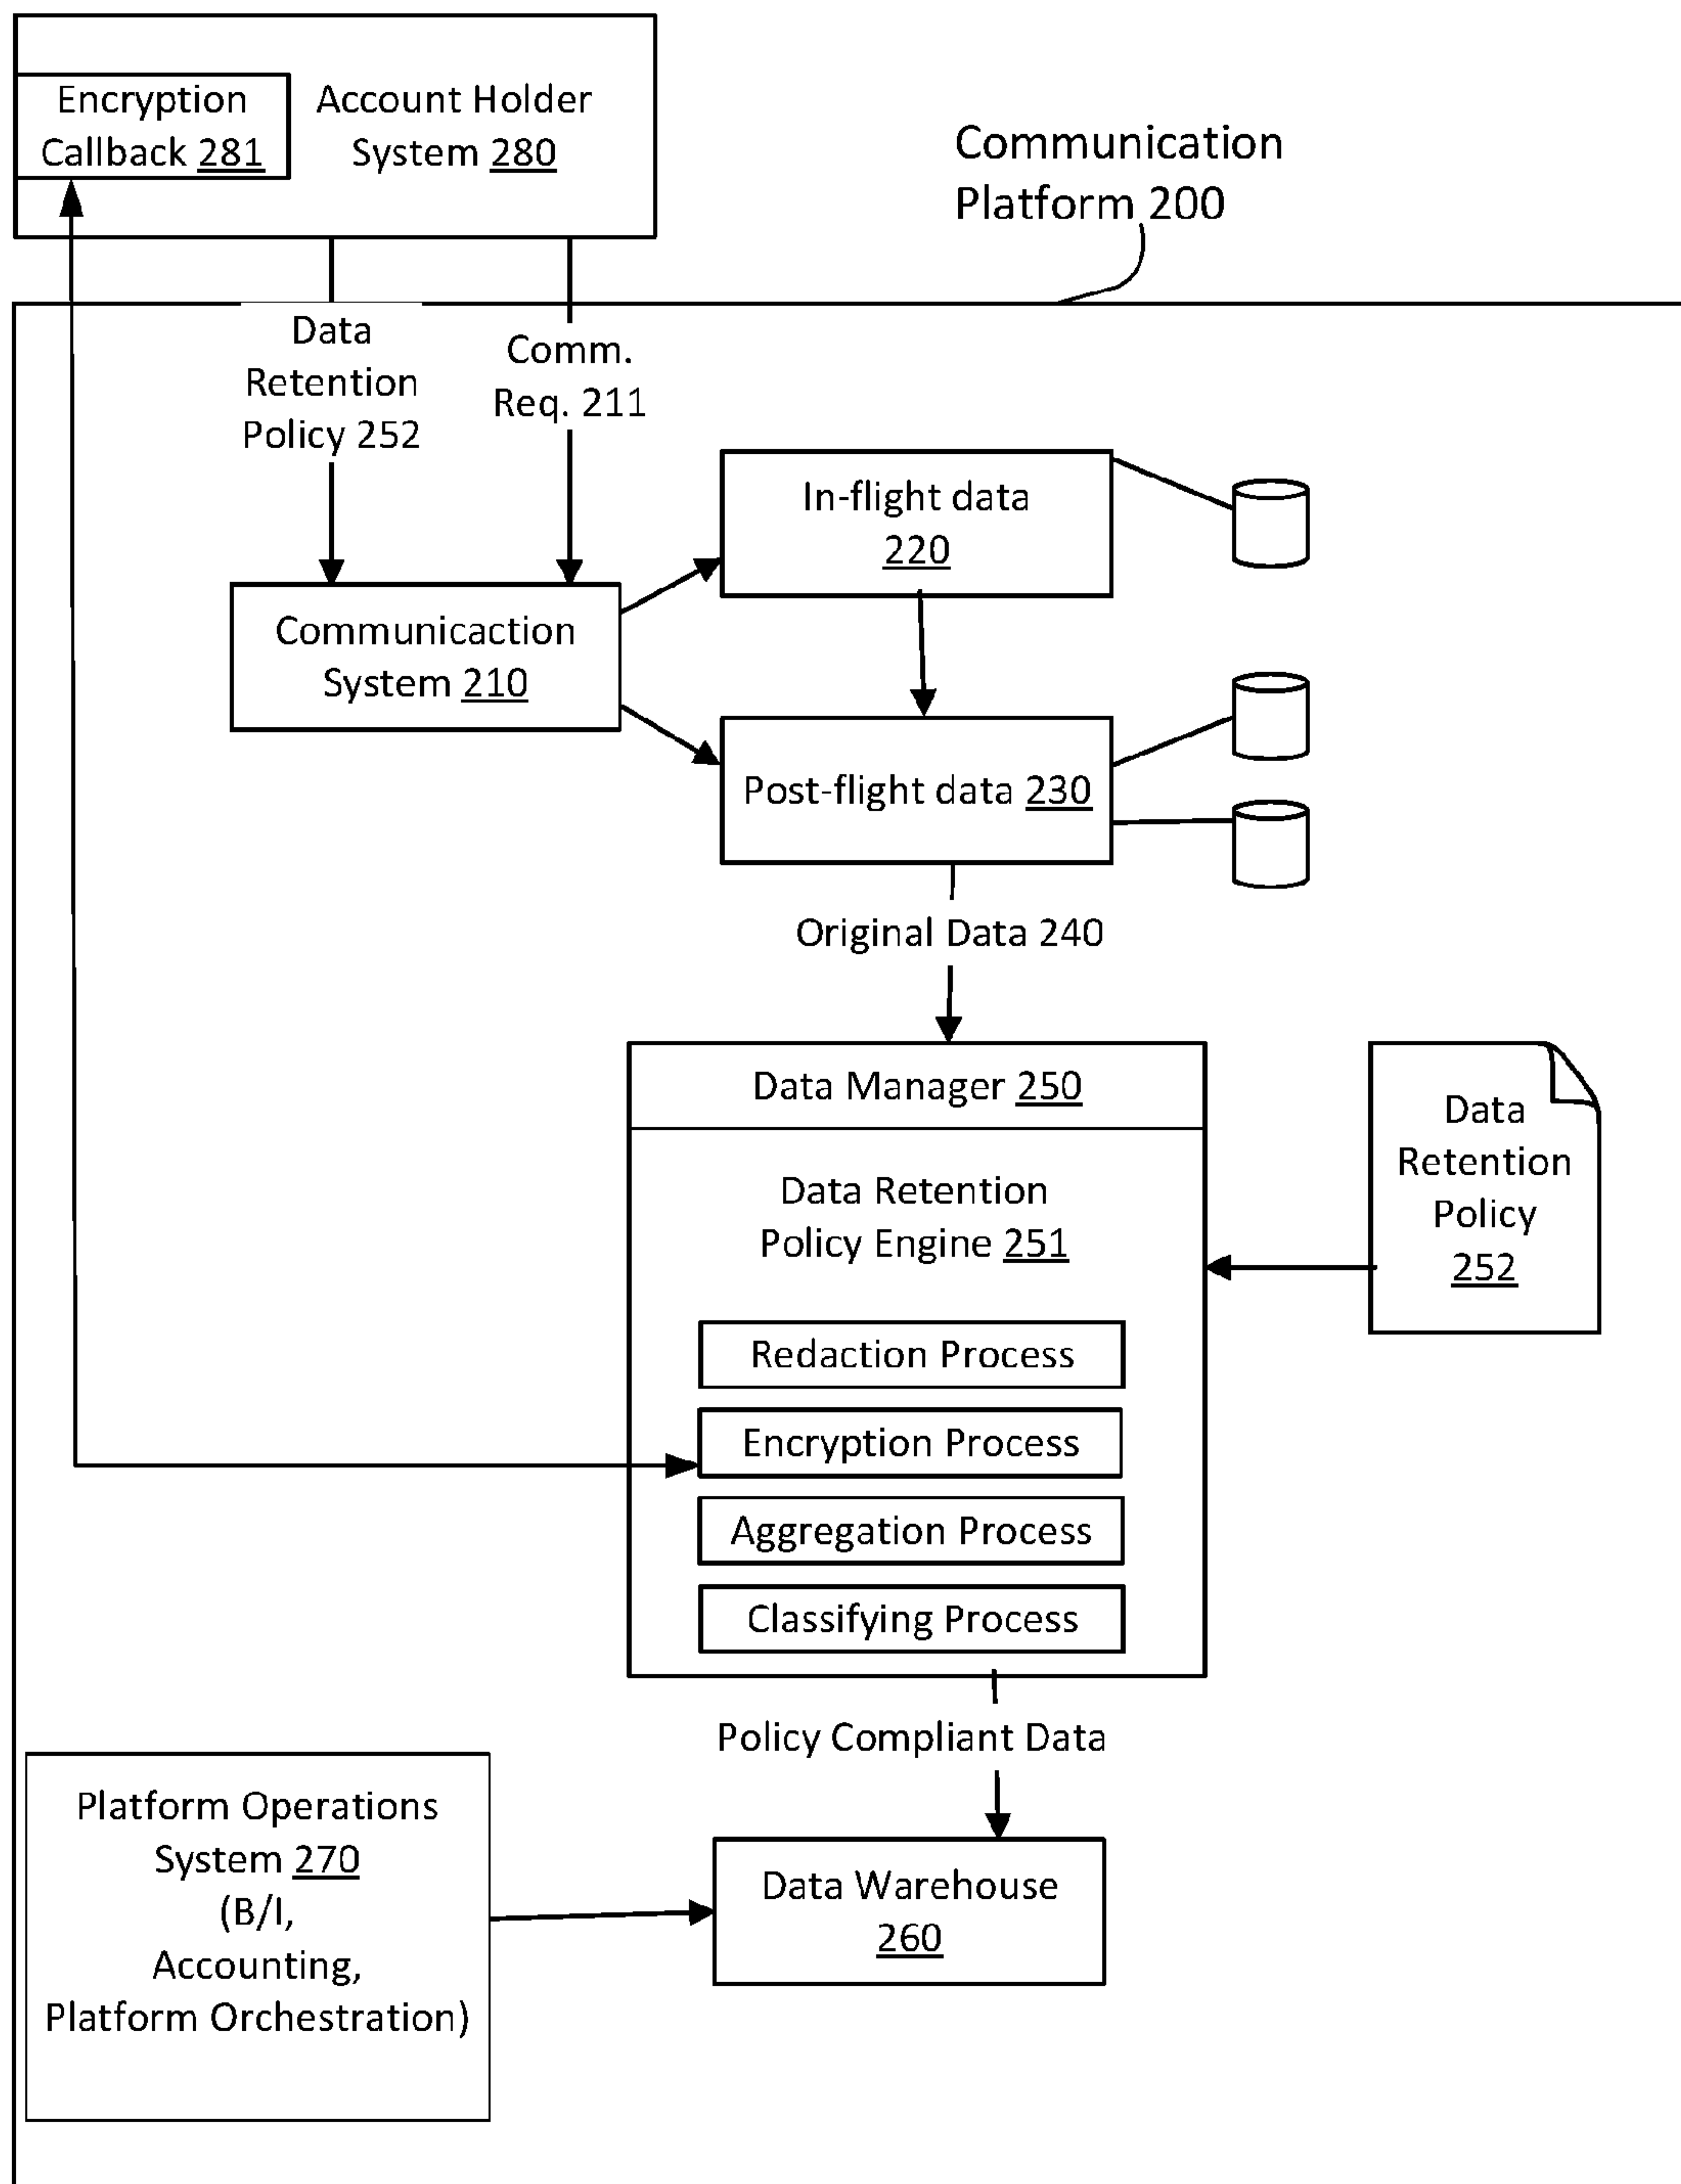 Encryption
Callback 281
Account Holder
System 280
Communication
Platform 200
Data
Retention
Policy 252
Comm.
Req. 211
In-flight data
220
Communicaction
System 210
Post-flight data 230
Original Data 240
Data Manager 250
Data Retention
Policy Engine 251
Data
Retention
Policy
252
Redaction Process
Encryption Process
Aggregation Process
Classifying Process
Policy Compliant Data
Platform Operations
System 270
(B/I,
Accounting,
Platform Orchestration)
Data Warehouse
260